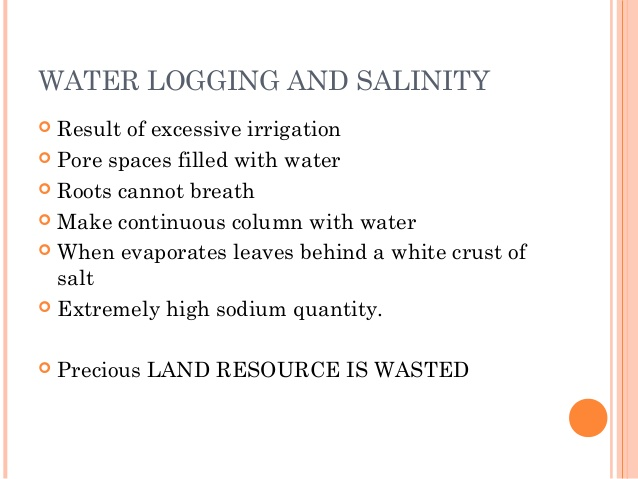 WATER LOGGING AND SALINITY
Result of excessive irrigation
Pore spaces filled with water
Roots cannot breath
Make continuous column with water
When evaporates leaves behind a white crust of
salt
Extremely high sodium quantity.
Precious LAND RESOURCE IS WASTED